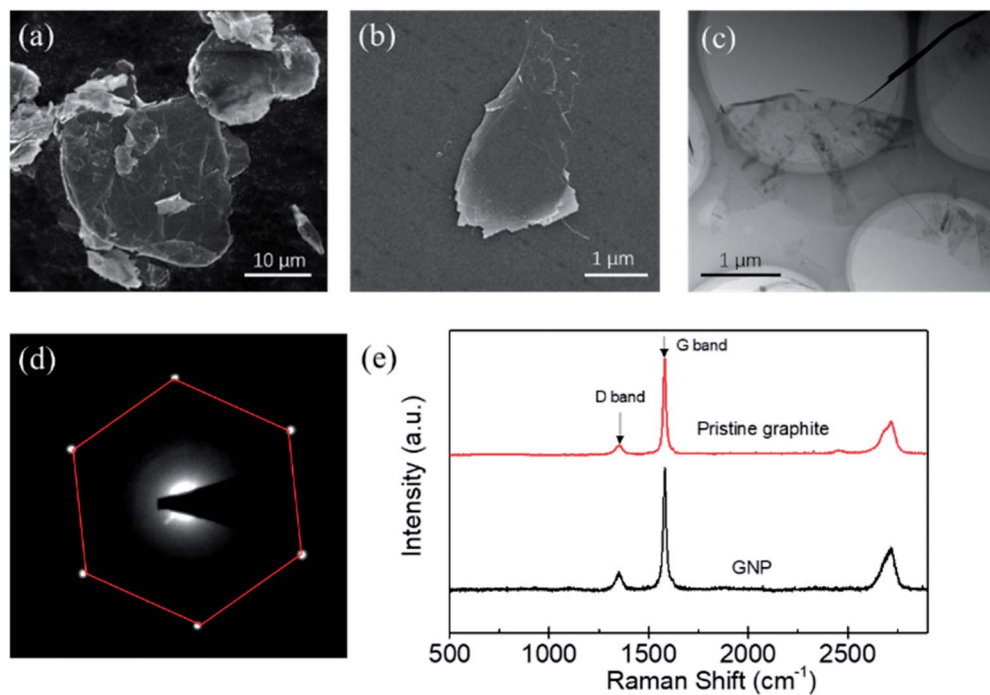 (a)
10 μm
(b)
1 μm
(c)
1 μm
(d)
(e)
G band
D band
Pristine graphite
GNP
Intensity (a.u.)
500 1000 1500 2000 2500
Raman Shift (cm⁻¹)